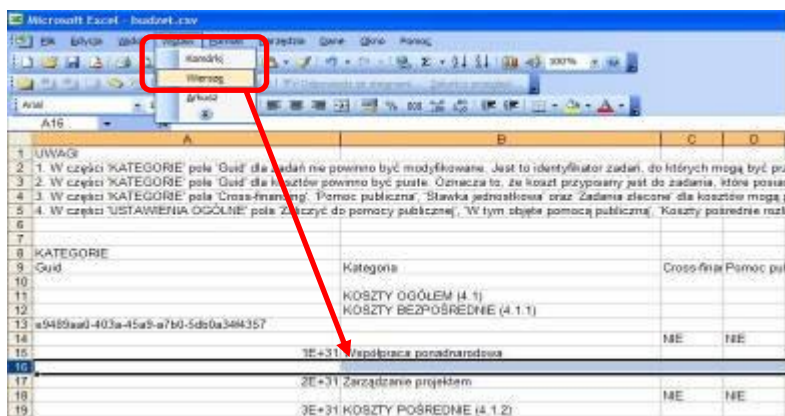 Microsoft Excel - budzet.csv
Plik Edycja Widok Wstaw Format Narzędzia Dane Okno Pomoc
Komórki
Wiersze
Arkusz
100%
Arial
A16
A B C D
1 UWAGI
2 1. W części 'KATEGORIE' pole 'Guid' dla zadań nie powinno być modyfikowane. Jest to identyfikator zadań, do których mogą być prz
3 2. W części 'KATEGORIE' pole 'Guid' dla kosztów powinno być puste. Oznacza to, że koszt przypisany jest do zadania, które posia
4 3. W części 'KATEGORIE' pola 'Cross-financing', 'Pomoc publiczna', 'Stawka jednostkowa' oraz 'Zadania zlecone' dla kosztów mogą
5 4. W części 'USTAWIENIA OGÓLNE' pola 'Zaliczyć do pomocy publicznej', 'W tym objęte pomocą publiczną', 'Koszty pośrednie rozli
6
7
8 KATEGORIE
9 Guid Kategoria Cross-finar Pomoc pub
10
11 KOSZTY OGÓŁEM (4.1)
12 KOSZTY BEZPOŚREDNIE (4.1.1)
13 a9489aa0-403a-45a9-a7b0-5db0a34f4357
14 NIE NIE
15 1E+31 Współpraca ponadnarodowa
16
17 2E+31 Zarządzanie projektem
18 NIE NIE
19 3E+31 KOSZTY POŚREDNIE (4.1.2)